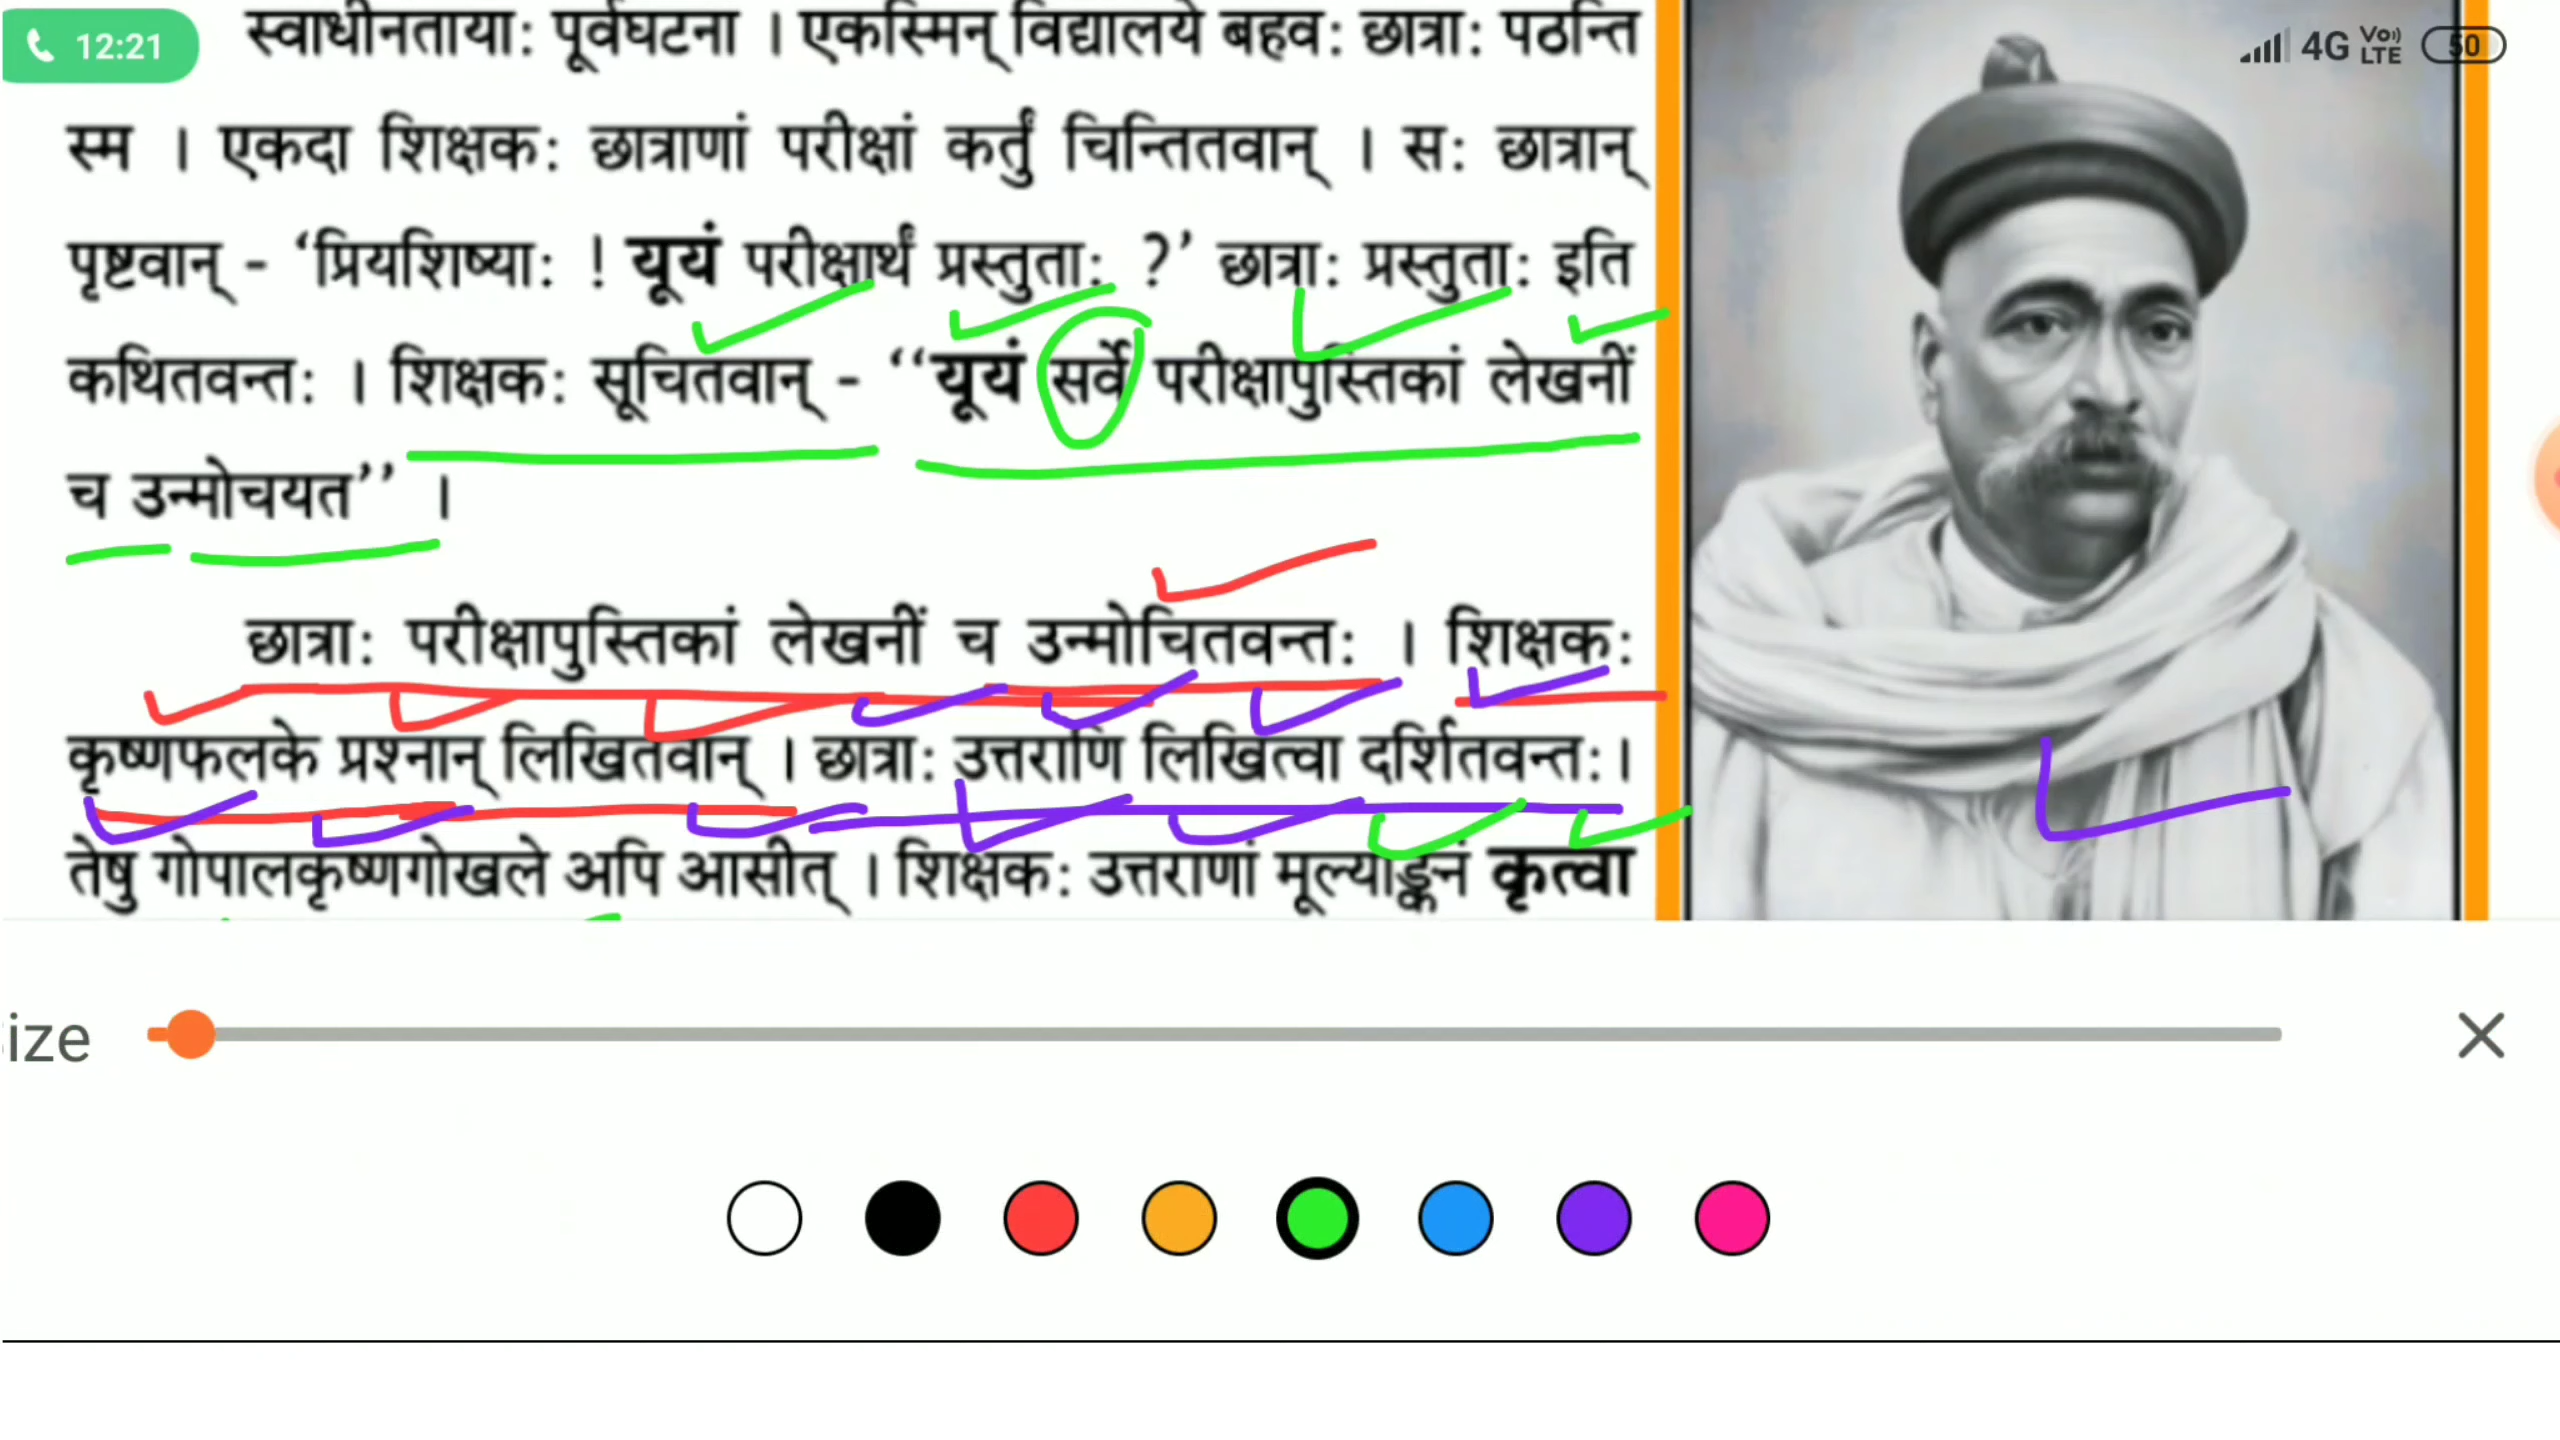 12:21
स्वाधीनताया: पूर्वघटना । एकस्मिन् विद्यालये बहव: छात्रा: पठन्ति
4G VoLTE 50
स्म । एकदा शिक्षक: छात्राणां परीक्षां कर्तुं चिन्तितवान् । स: छात्रान्
पृष्टवान् - ‘प्रियशिष्या: ! यूयं परीक्षार्थं प्रस्तुता: ?’ छात्रा: प्रस्तुता: इति
कथितवन्त: । शिक्षक: सूचितवान् - ‘‘यूयं सर्वे परीक्षापुस्तिकां लेखनीं
च उन्मोचयत’’ ।
छात्रा: परीक्षापुस्तिकां लेखनीं च उन्मोचितवन्त: । शिक्षक:
कृष्णफलके प्रश्नान् लिखितवान् । छात्रा: उत्तराणि लिखित्वा दर्शितवन्त:।
तेषु गोपालकृष्णगोखले अपि आसीत् । शिक्षक: उत्तराणां मूल्याङ्कनं कृत्वा
ize